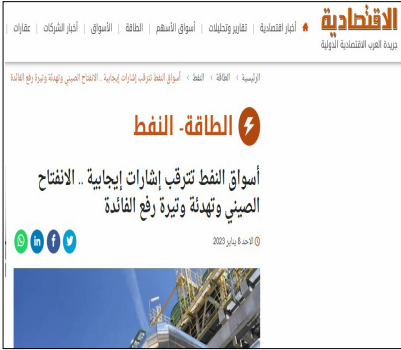 الاقتصادية
جريدة العرب الاقتصادية الدولية
أخبار اقتصادية | تقارير وتحليلات | أسواق الأسهم | الطاقة | الأسواق | أخبار الشركات | عقارات
الرئيسية › الطاقة › النفط › أسواق النفط تترقب إشارات إيجابية .. الانفتاح الصيني وتهدئة وتيرة رفع الفائدة
الطاقة- النفط
أسواق النفط تترقب إشارات إيجابية .. الانفتاح
الصيني وتهدئة وتيرة رفع الفائدة
الاحد 8 يناير 2023